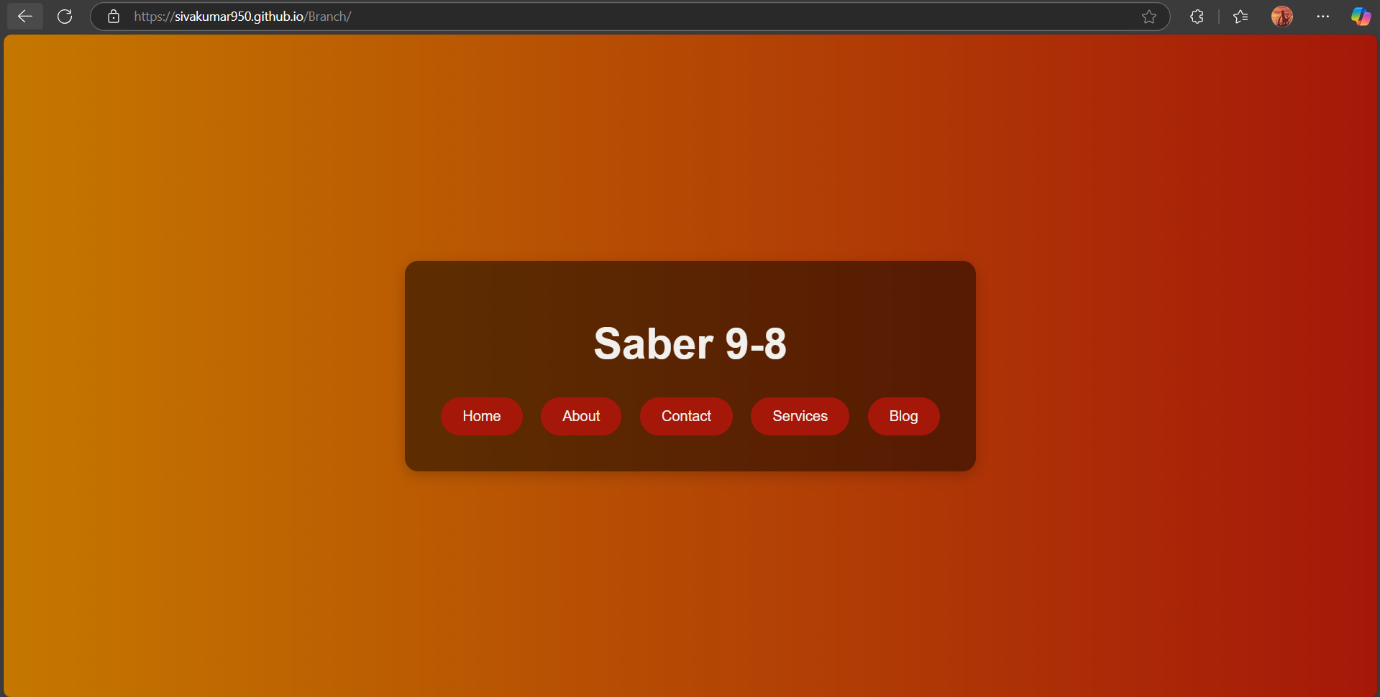 https://sivakumar950.github.io/Branch/
Saber 9-8
Home About Contact Services Blog